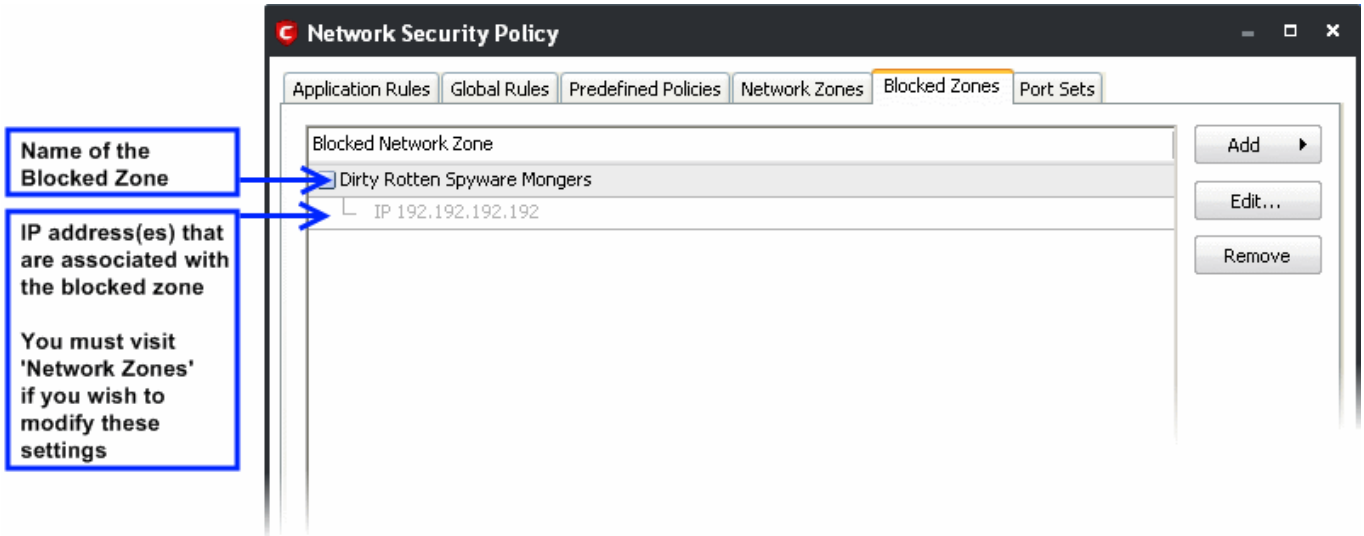 Network Security Policy
Application Rules Global Rules Predefined Policies Network Zones Blocked Zones Port Sets
Name of the
Blocked Zone
IP address(es) that
are associated with
the blocked zone
You must visit
'Network Zones'
if you wish to
modify these
settings
Blocked Network Zone
Dirty Rotten Spyware Mongers
IP 192.192.192.192
Add
Edit...
Remove